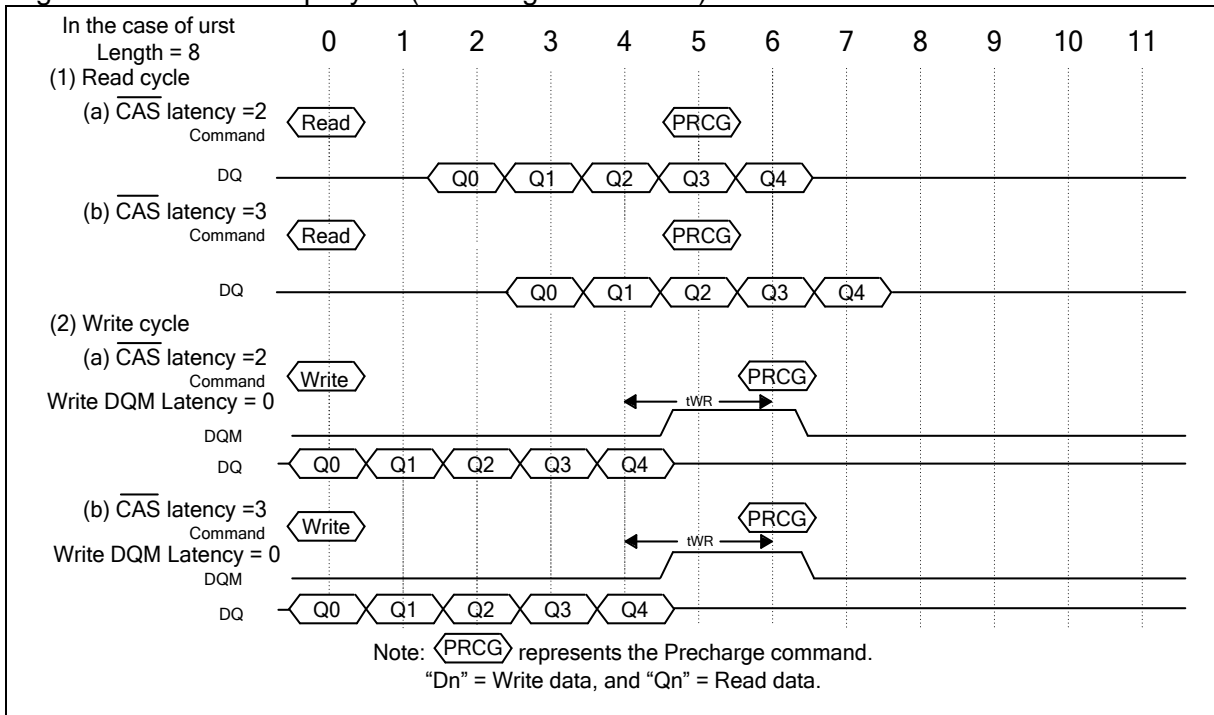 In the case of urst
Length = 8
0 1 2 3 4 5 6 7 8 9 10 11
(1) Read cycle
(a) CAS latency =2
Command Read PRCG
DQ Q0 Q1 Q2 Q3 Q4
(b) CAS latency =3
Command Read PRCG
DQ Q0 Q1 Q2 Q3 Q4
(2) Write cycle
(a) CAS latency =2
Command Write PRCG
Write DQM Latency = 0 tWR
DQM
DQ Q0 Q1 Q2 Q3 Q4
(b) CAS latency =3
Command Write PRCG
Write DQM Latency = 0 tWR
DQM
DQ Q0 Q1 Q2 Q3 Q4
Note: PRCG represents the Precharge command.
“Dn” = Write data, and “Qn” = Read data.